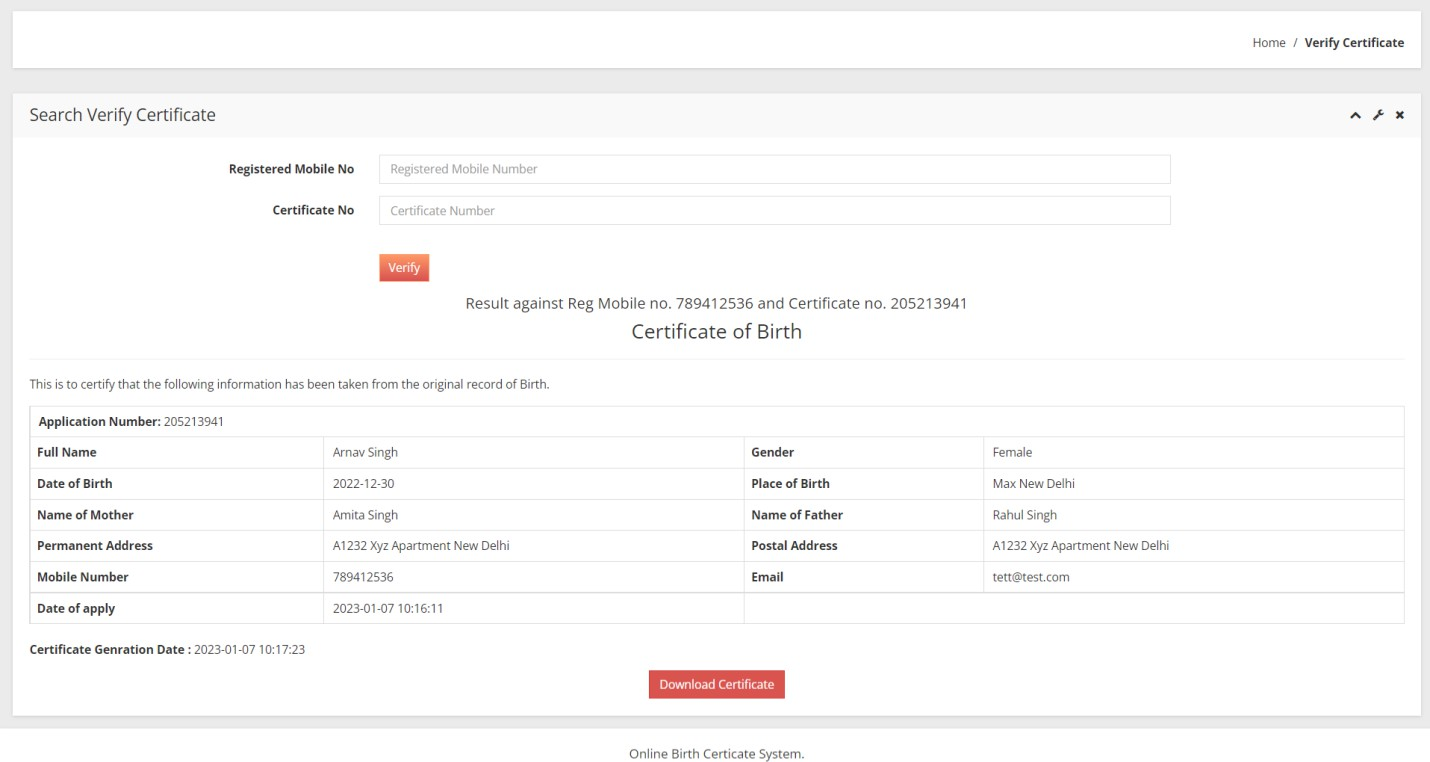 Home / Verify Certificate
Search Verify Certificate
Registered Mobile No Registered Mobile Number
Certificate No Certificate Number
Verify
Result against Reg Mobile no. 789412536 and Certificate no. 205213941
Certificate of Birth
This is to certify that the following information has been taken from the original record of Birth.
Application Number: 205213941
Full Name Arnav Singh Gender Female
Date of Birth 2022-12-30 Place of Birth Max New Delhi
Name of Mother Amita Singh Name of Father Rahul Singh
Permanent Address A1232 Xyz Apartment New Delhi Postal Address A1232 Xyz Apartment New Delhi
Mobile Number 789412536 Email tett@test.com
Date of apply 2023-01-07 10:16:11
Certificate Genration Date : 2023-01-07 10:17:23
Download Certificate
Online Birth Certicate System.